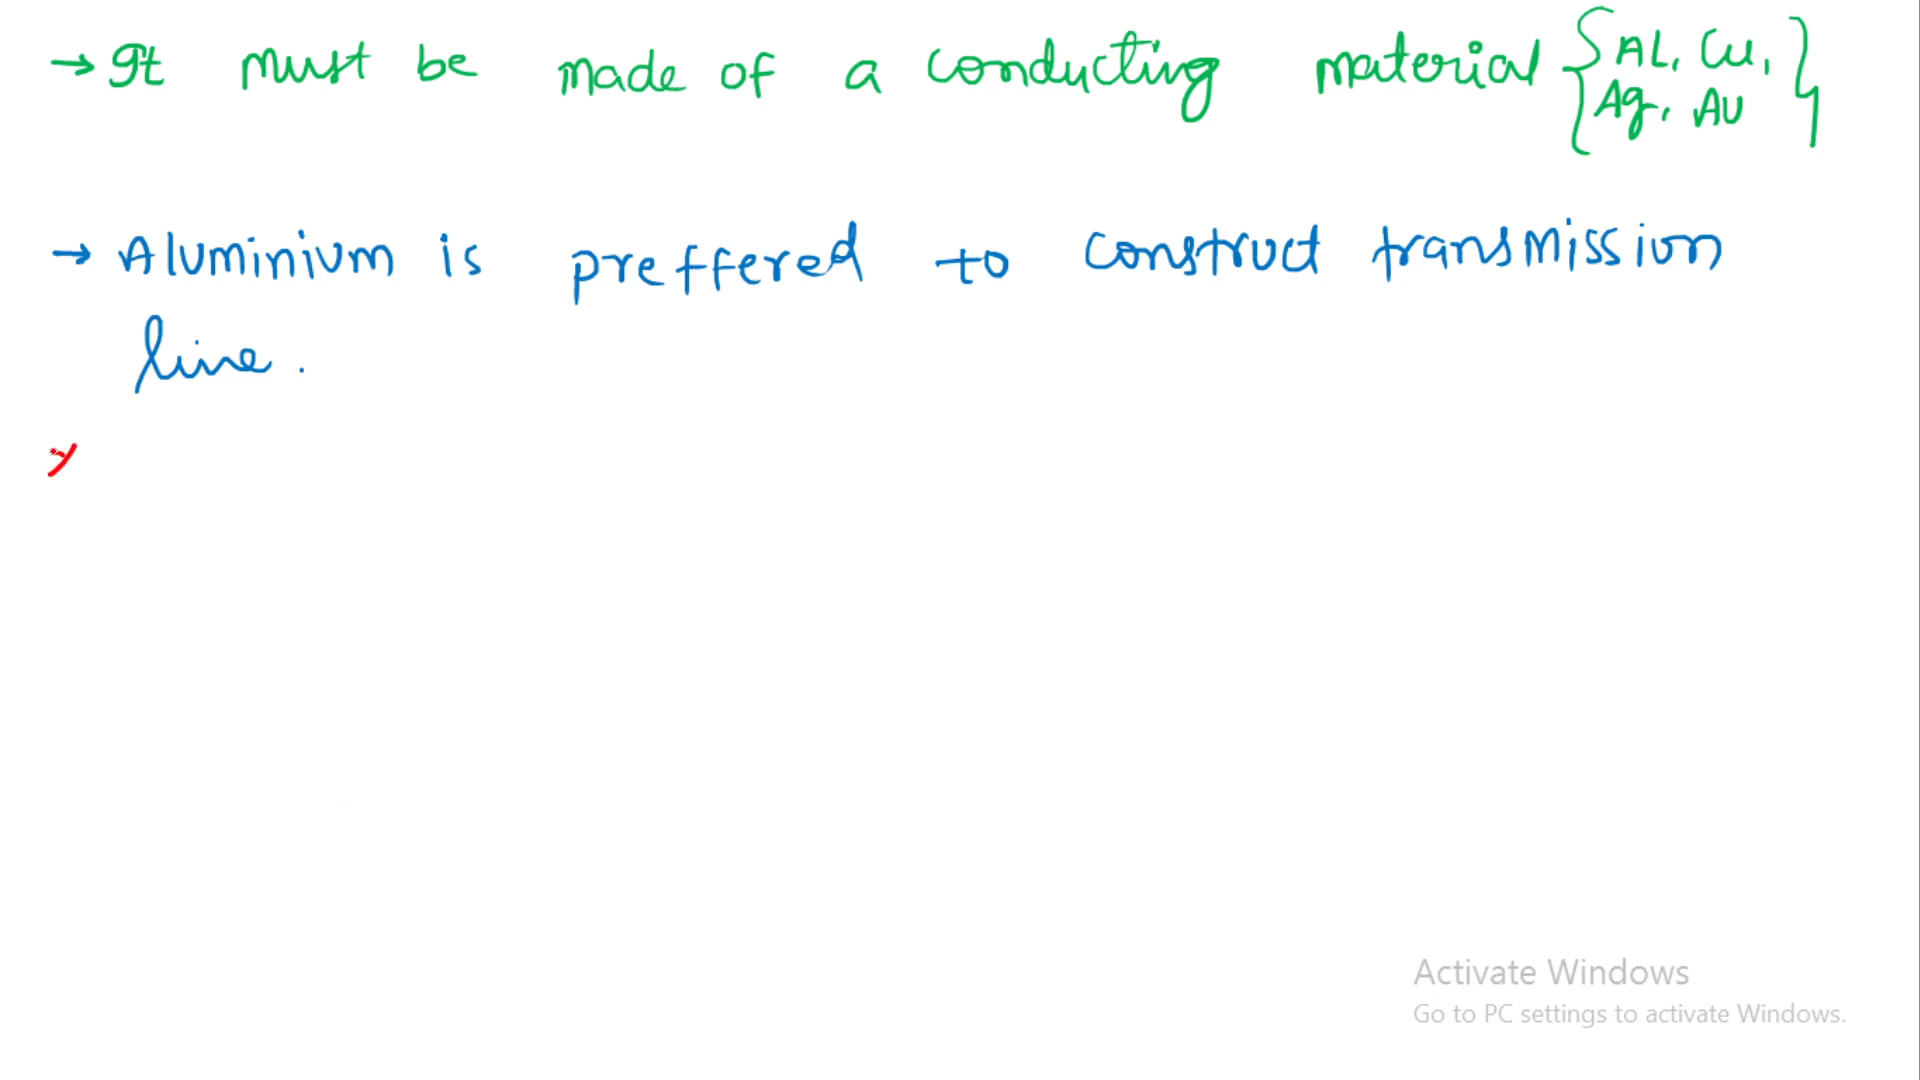 → It must be made of a conducting material { AL, Cu,
Ag, Au }
→ Aluminium is preffered to construct transmission
line.
Activate Windows
Go to PC settings to activate Windows.